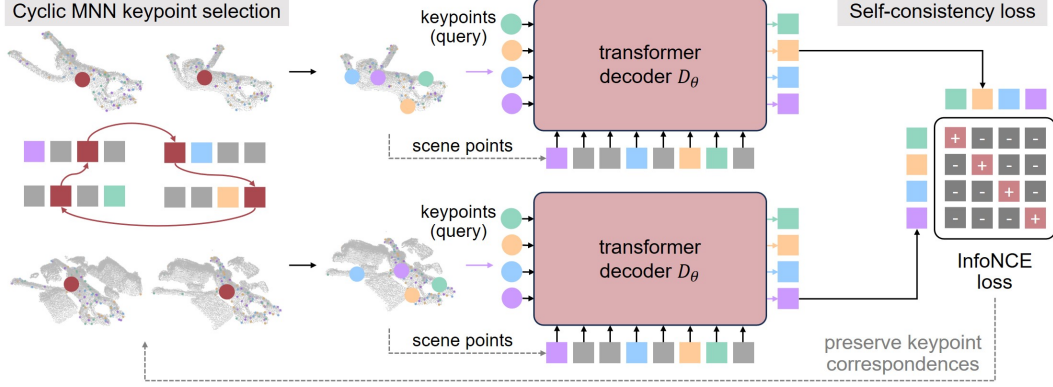 Cyclic MNN keypoint selection
keypoints
(query)
transformer
decoder Dθ
scene points
Self-consistency loss
+ - - -
- + - -
- - + -
- - - +
InfoNCE
loss
keypoints
(query)
transformer
decoder Dθ
scene points
preserve keypoint
correspondences